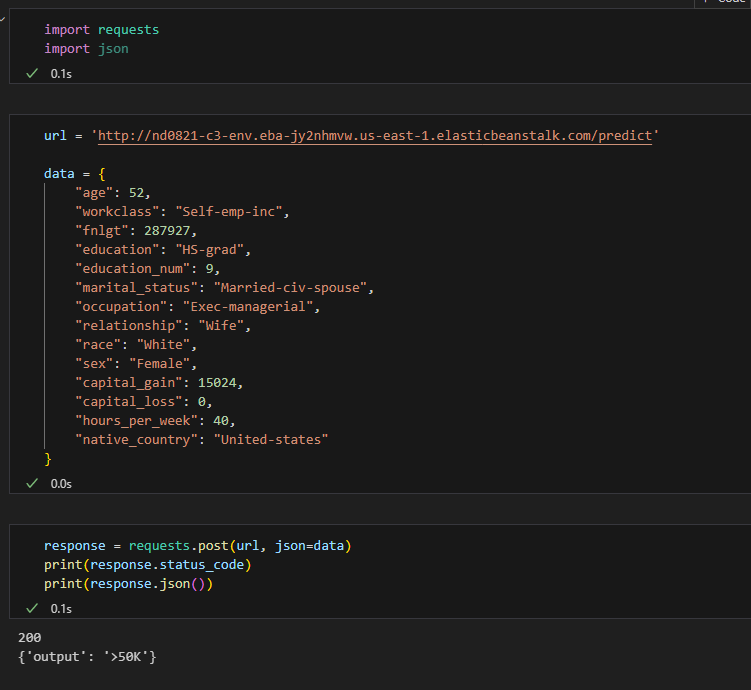 import requests
import json
0.1s
url = 'http://nd0821-c3-env.eba-jy2nhmvw.us-east-1.elasticbeanstalk.com/predict'
data = {
"age": 52,
"workclass": "Self-emp-inc",
"fnlgt": 287927,
"education": "HS-grad",
"education_num": 9,
"marital_status": "Married-civ-spouse",
"occupation": "Exec-managerial",
"relationship": "Wife",
"race": "White",
"sex": "Female",
"capital_gain": 15024,
"capital_loss": 0,
"hours_per_week": 40,
"native_country": "United-states"
}
0.0s
response = requests.post(url, json=data)
print(response.status_code)
print(response.json())
0.1s
200
{'output': '>50K'}